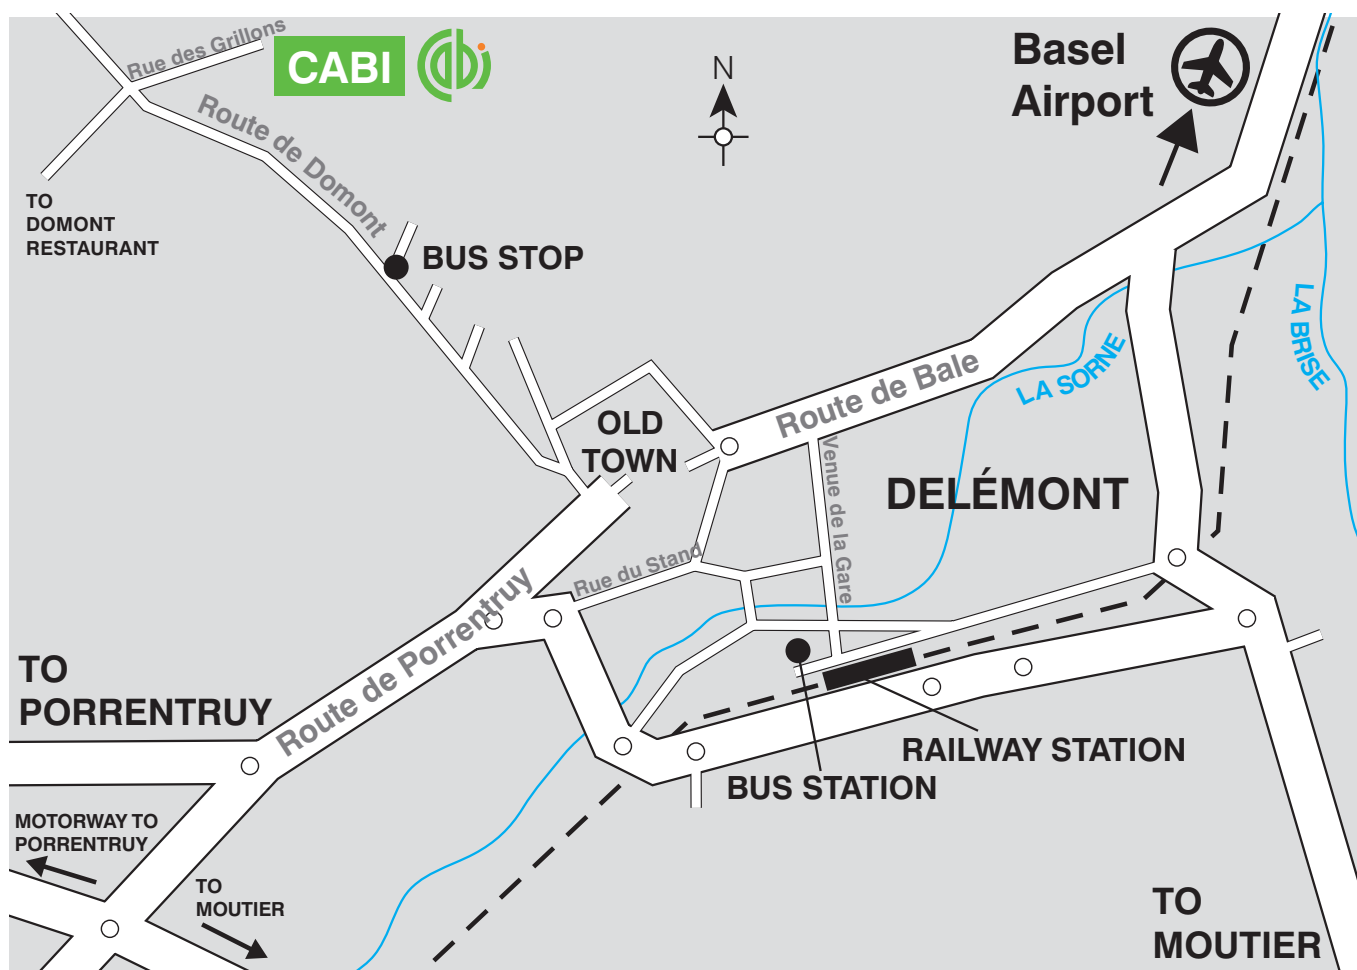 Rue des Grillons
CABI
cabi
N
Basel
Airport
Route de Domont
TO
DOMONT
RESTAURANT
BUS STOP
LA BRISE
LA SORNE
Route de Bale
OLD
TOWN
Venue de la Gare
DELÉMONT
Rue du Stand
Route de Porrentruy
TO
PORRENTRUY
RAILWAY STATION
BUS STATION
MOTORWAY TO
PORRENTRUY
TO
MOUTIER
TO
MOUTIER